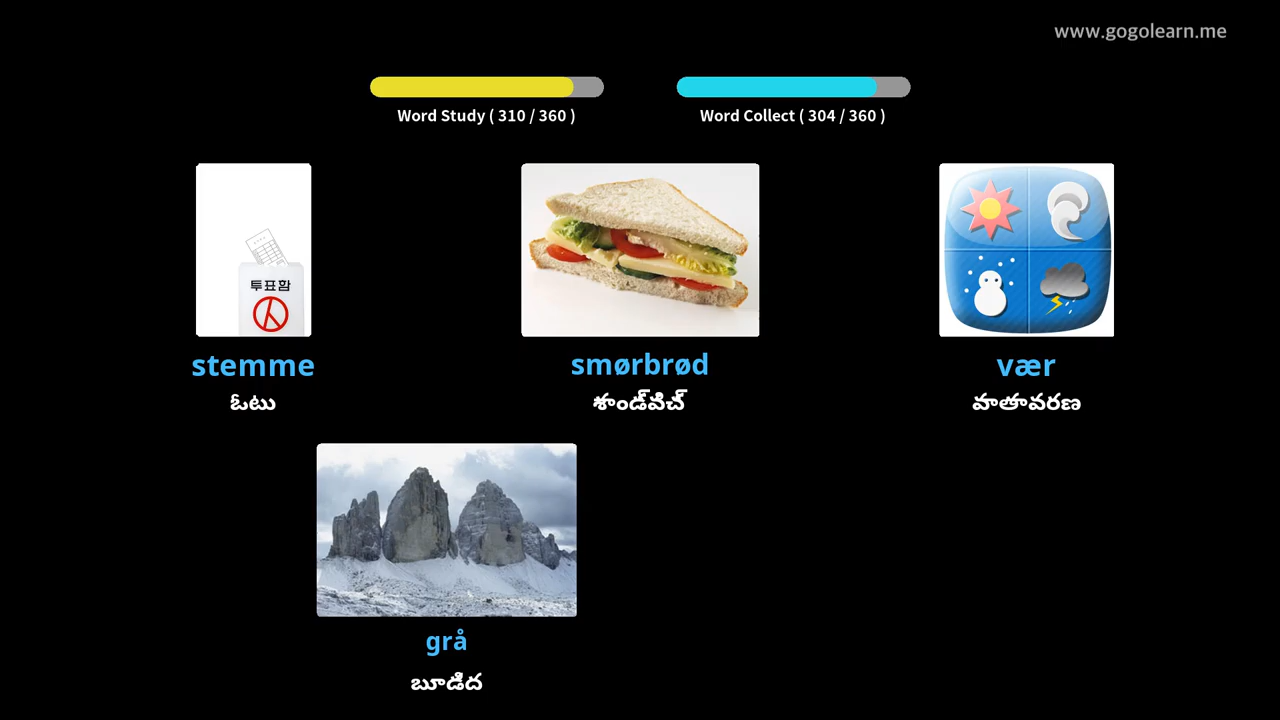 www.gogolearn.me
Word Study ( 310 / 360 )
Word Collect ( 304 / 360 )
투표함
stemme
smørbrød
vær
ఓటు
శాండ్‌విచ్
వాతావరణ
grå
బూడిద